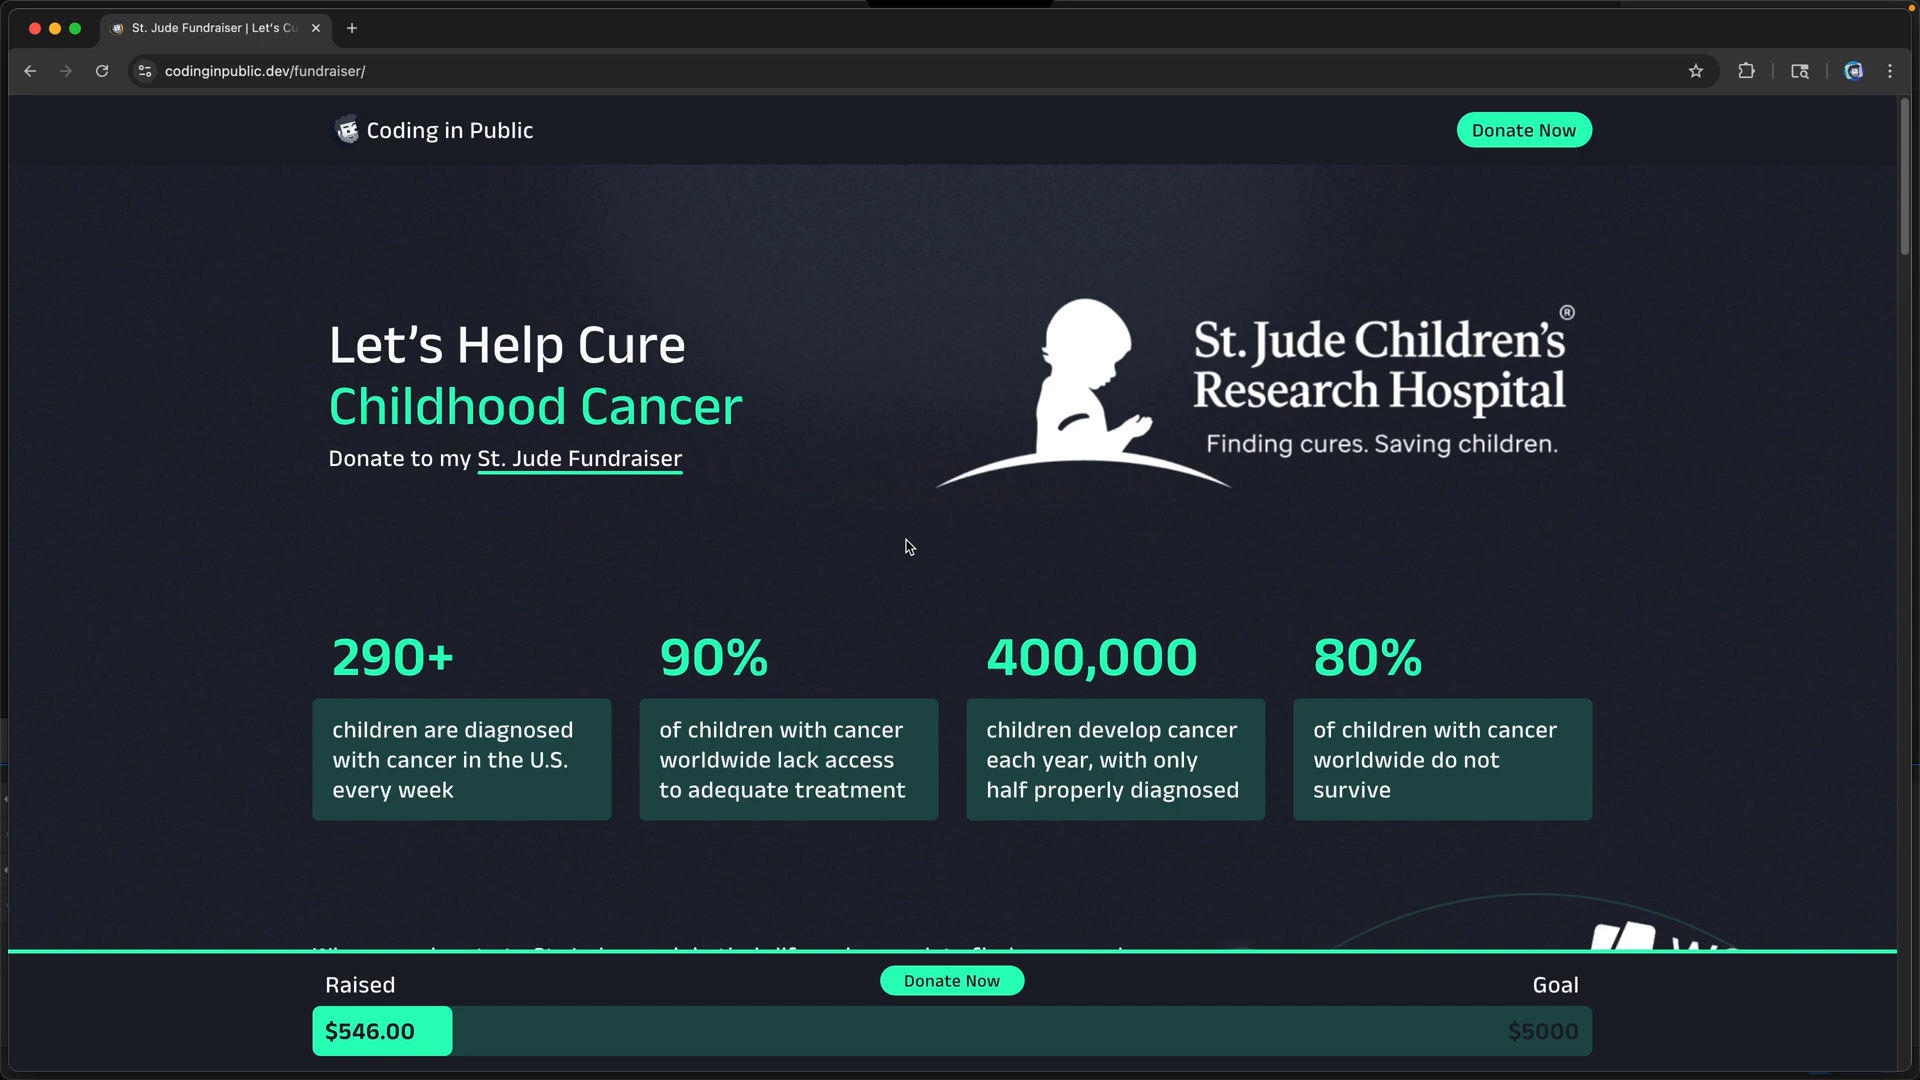 St. Jude Fundraiser | Let's Cu
codinginpublic.dev/fundraiser/
Coding in Public
Donate Now
Let's Help Cure
Childhood Cancer
Donate to my St. Jude Fundraiser
St. Jude Children's®
Research Hospital
Finding cures. Saving children.
290+
children are diagnosed
with cancer in the U.S.
every week
90%
of children with cancer
worldwide lack access
to adequate treatment
400,000
children develop cancer
each year, with only
half properly diagnosed
80%
of children with cancer
worldwide do not
survive
Raised
Donate Now
Goal
$546.00
$5000